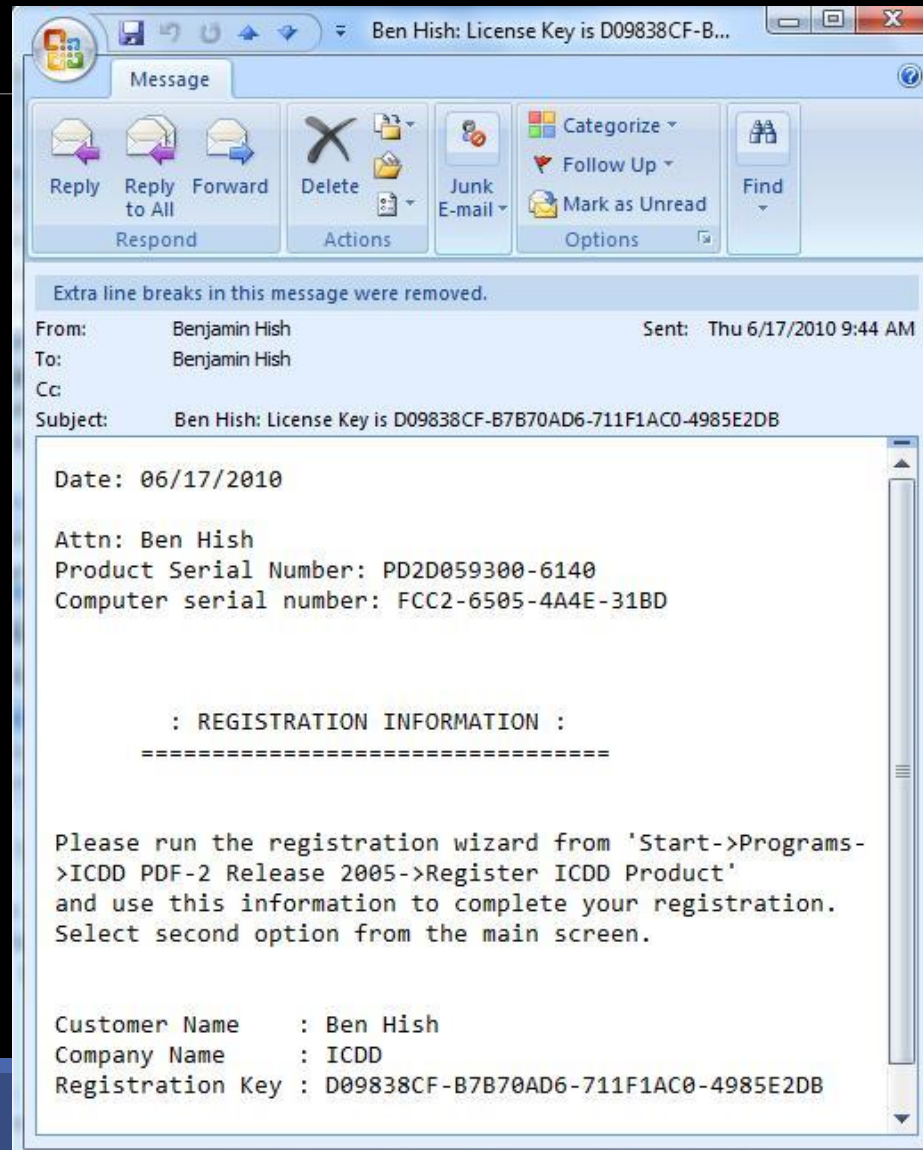 Ben Hish: License Key is D09838CF-B...
Message
Reply
Reply to All
Forward
Delete
Junk E-mail
Categorize
Follow Up
Mark as Unread
Find
Respond
Actions
Options
Extra line breaks in this message were removed.
From: Benjamin Hish Sent: Thu 6/17/2010 9:44 AM
To: Benjamin Hish
Cc:
Subject: Ben Hish: License Key is D09838CF-B7B70AD6-711F1AC0-4985E2DB
Date: 06/17/2010
Attn: Ben Hish
Product Serial Number: PD2D059300-6140
Computer serial number: FCC2-6505-4A4E-31BD
: REGISTRATION INFORMATION :
=================================
Please run the registration wizard from 'Start->Programs-
>ICDD PDF-2 Release 2005->Register ICDD Product'
and use this information to complete your registration.
Select second option from the main screen.
Customer Name : Ben Hish
Company Name : ICDD
Registration Key : D09838CF-B7B70AD6-711F1AC0-4985E2DB